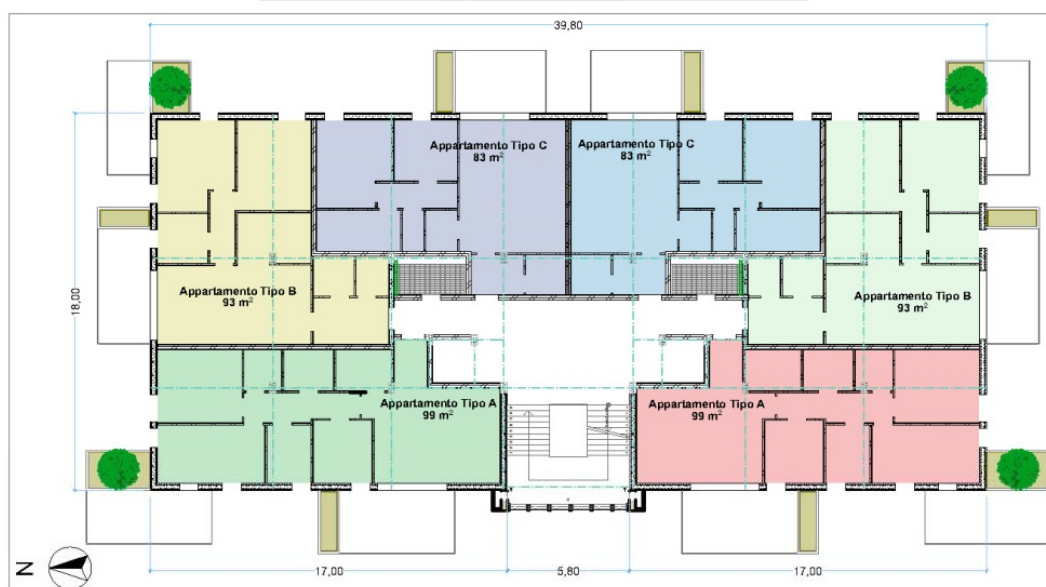 39,80
Appartamento Tipo C
83 m²
Appartamento Tipo C
83 m²
18,00
Appartamento Tipo B
93 m²
Appartamento Tipo B
93 m²
Appartamento Tipo A
99 m²
Appartamento Tipo A
99 m²
N
17,00
5,80
17,00